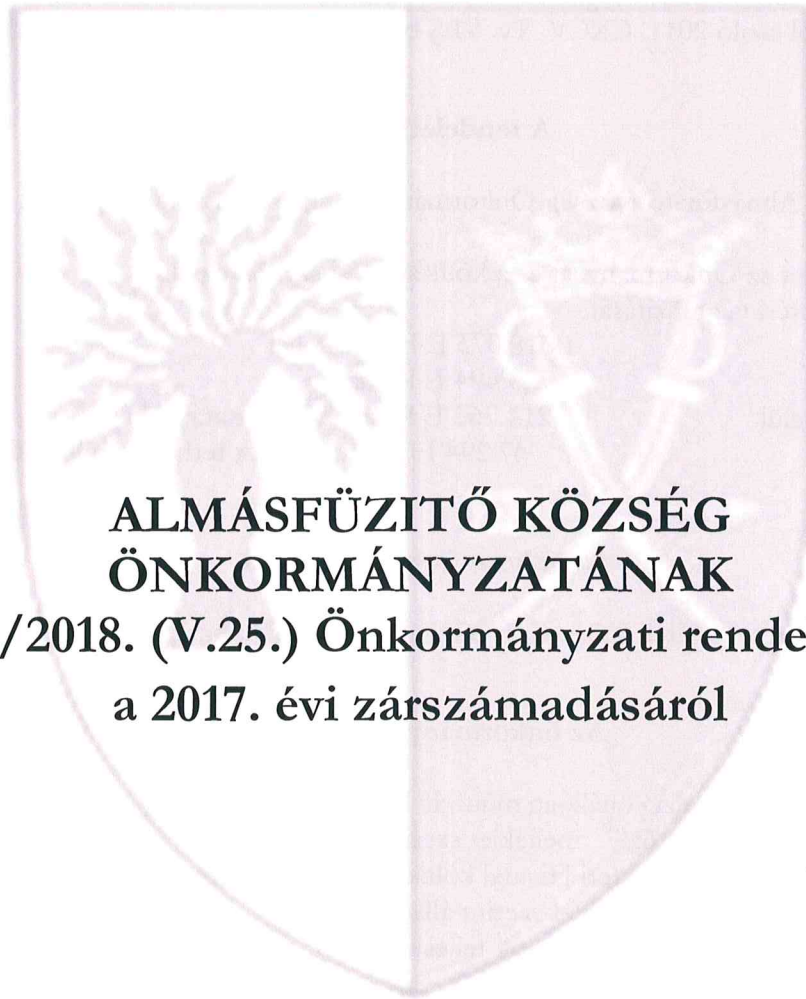 ALMÁSFÜZITŐ KÖZSÉG
ÖNKORMÁNYZATÁNAK
/2018. (V.25.) Önkormányzati rende
a 2017. évi zárszámadásáról